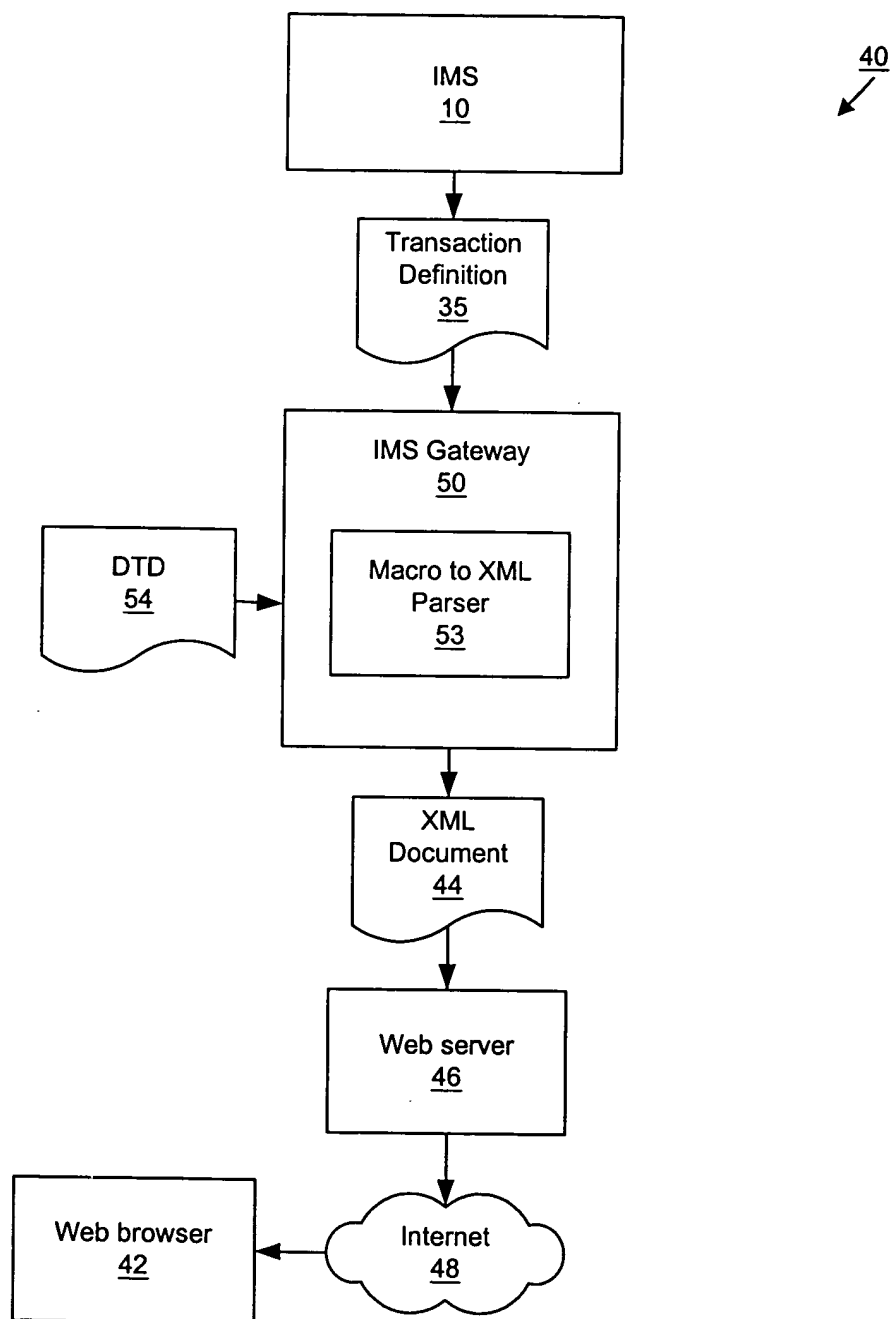 IMS
10
40
Transaction
Definition
35
IMS Gateway
50
DTD
54
Macro to XML
Parser
53
XML
Document
44
Web server
46
Web browser
42
Internet
48